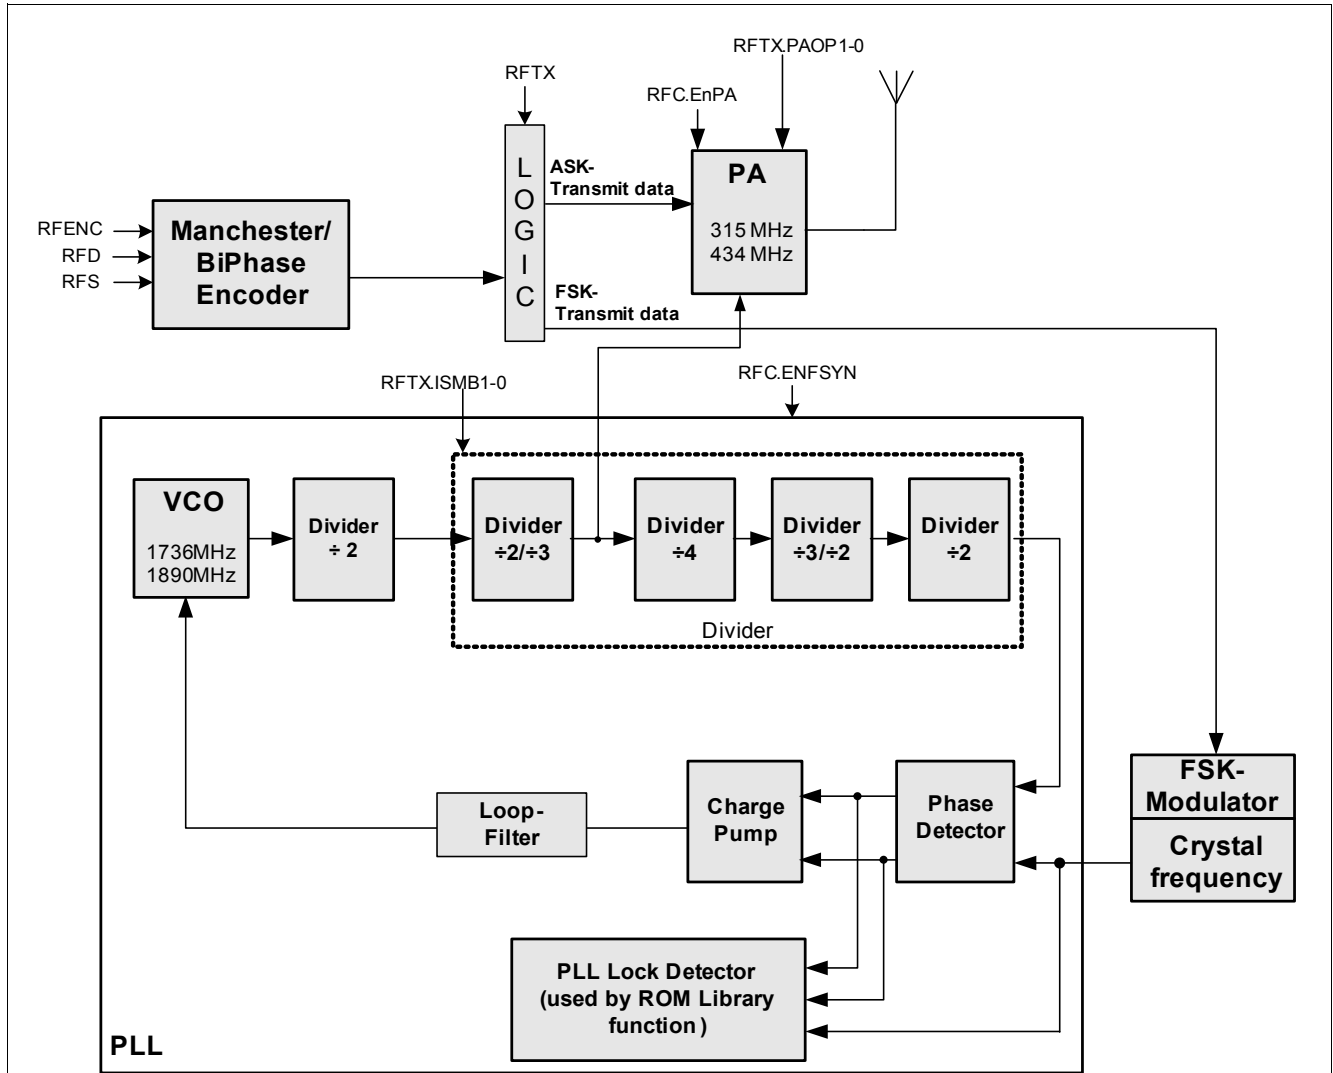 RFTX.PAOP1-0
RFTX
RFC.EnPA
LOGIC
ASK-
Transmit data
PA
315 MHz
434 MHz
RFENC
RFD
RFS
Manchester/
BiPhase
Encoder
FSK-
Transmit data
RFTX.ISMB1-0
RFC.ENFSYN
VCO
1736MHz
1890MHz
Divider
÷ 2
Divider
÷2/÷3
Divider
÷4
Divider
÷3/÷2
Divider
÷2
Divider
Loop-
Filter
Charge
Pump
Phase
Detector
FSK-
Modulator
Crystal
frequency
PLL Lock Detector
(used by ROM Library
function)
PLL